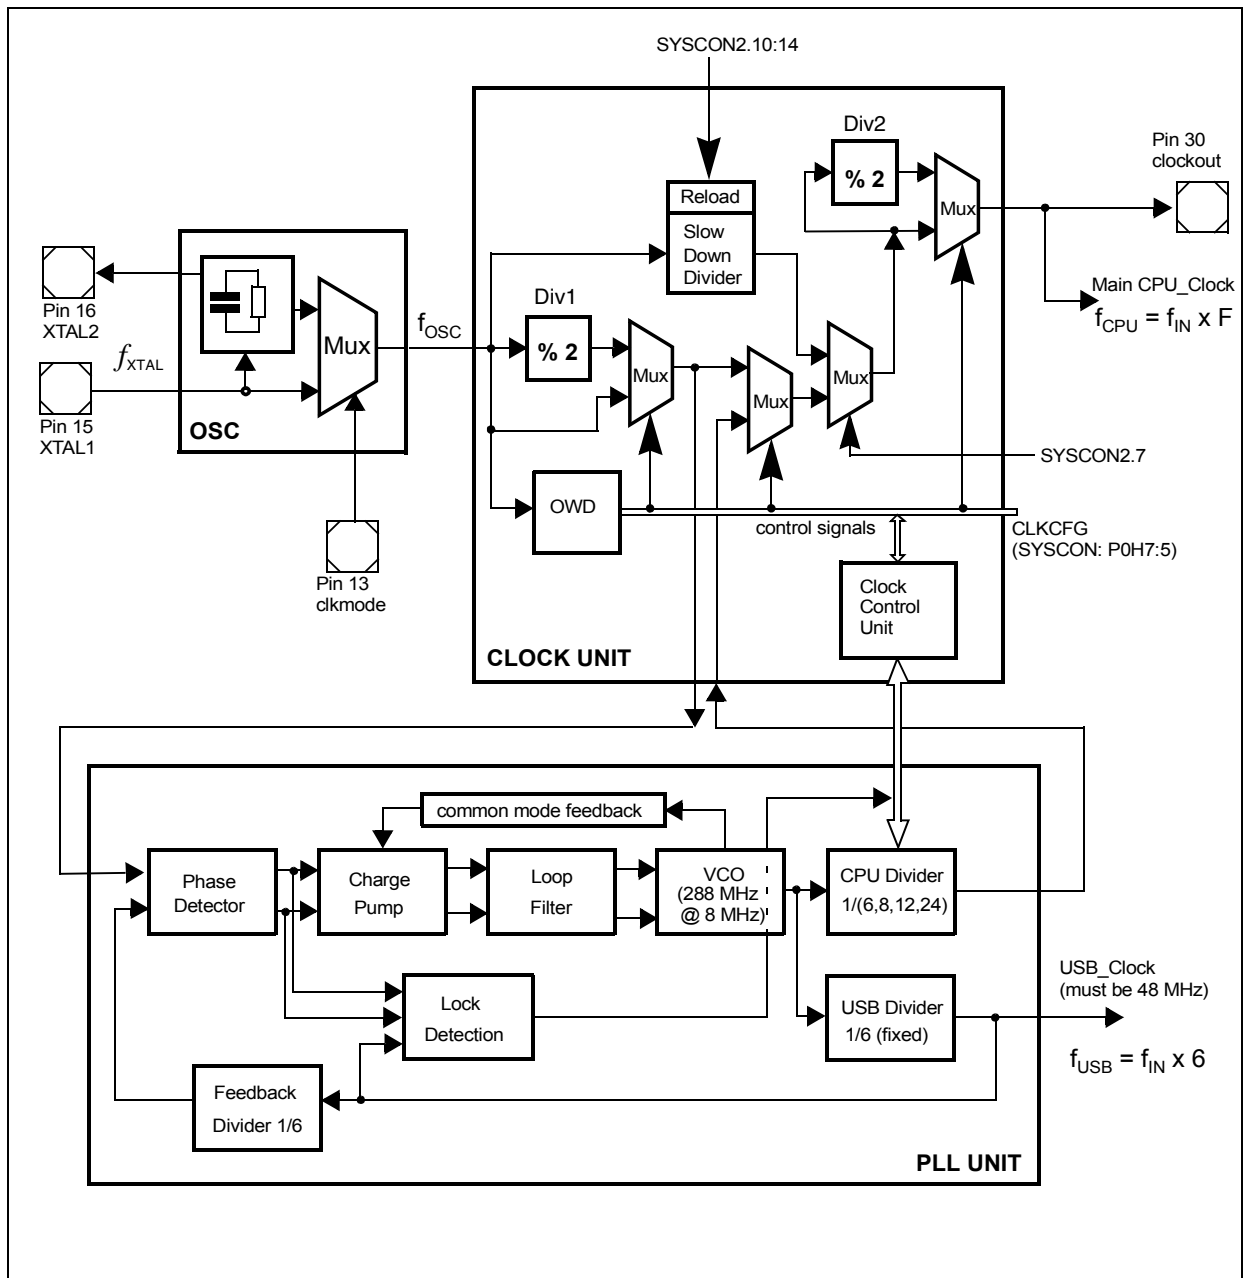 SYSCON2.10:14
Div2
Pin 30
clockout
% 2
Reload
Mux
Slow
Down
Divider
Pin 16
XTAL2
Div1
Main CPU_Clock
fCPU = fIN x F
fOSC
fXTAL
Mux
% 2
Mux
Mux
Mux
Pin 15
XTAL1
OSC
SYSCON2.7
OWD
control signals
CLKCFG
(SYSCON: P0H7:5)
Pin 13
clkmode
Clock
Control
Unit
CLOCK UNIT
common mode feedback
Phase
Detector
Charge
Pump
Loop
Filter
VCO
(288 MHz
@ 8 MHz)
CPU Divider
1/(6,8,12,24)
Lock
Detection
USB Divider
1/6 (fixed)
USB_Clock
(must be 48 MHz)
fUSB = fIN x 6
Feedback
Divider 1/6
PLL UNIT